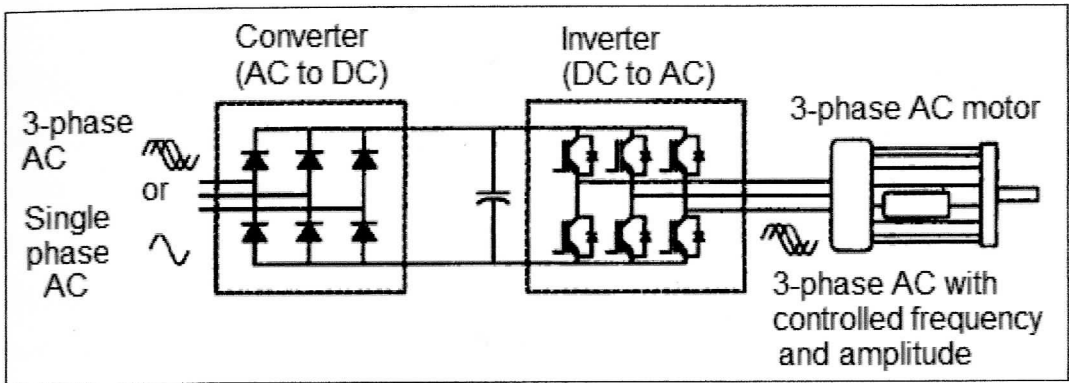 Converter
(AC to DC)
Inverter
(DC to AC)
3-phase AC motor
3-phase
AC
or
Single
phase
AC
3-phase AC with
controlled frequency
and amplitude